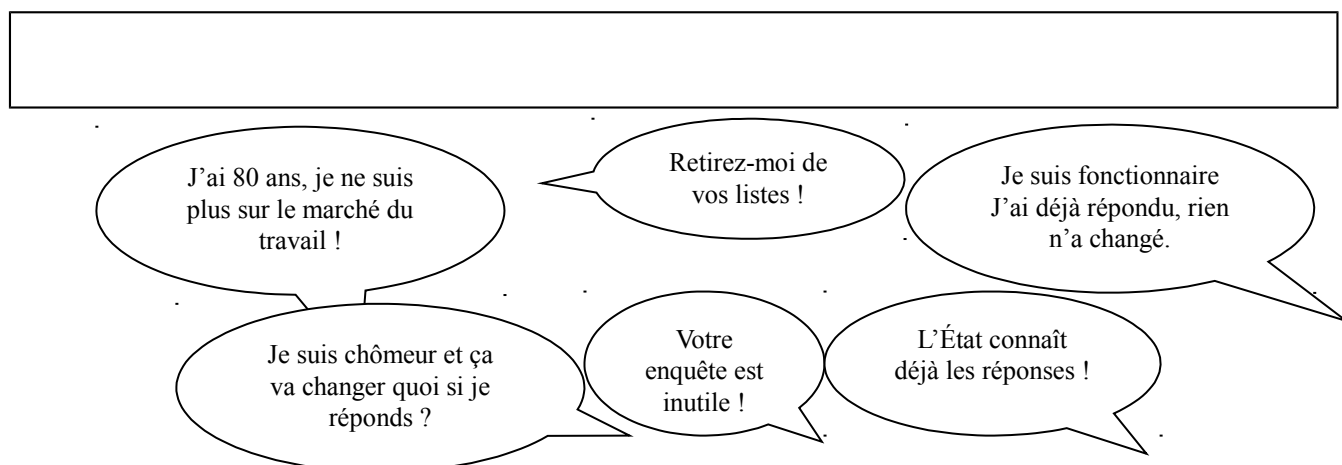 J’ai 80 ans, je ne suis
plus sur le marché du
travail !
Retirez-moi de
vos listes !
Je suis fonctionnaire
J’ai déjà répondu, rien
n’a changé.
Je suis chômeur et ça
va changer quoi si je
réponds ?
Votre
enquête est
inutile !
L’État connaît
déjà les réponses !